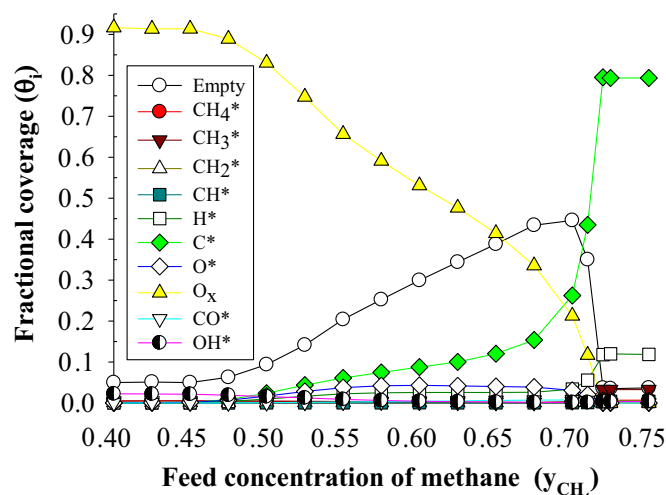 Fractional coverage (θi)
0.9
0.8
0.7
0.6
0.5
0.4
0.3
0.2
0.1
0.0
Empty
CH4*
CH3*
CH2*
CH*
H*
C*
O*
Ox
CO*
OH*
0.40 0.45 0.50 0.55 0.60 0.65 0.70 0.75
Feed concentration of methane (yCH.)